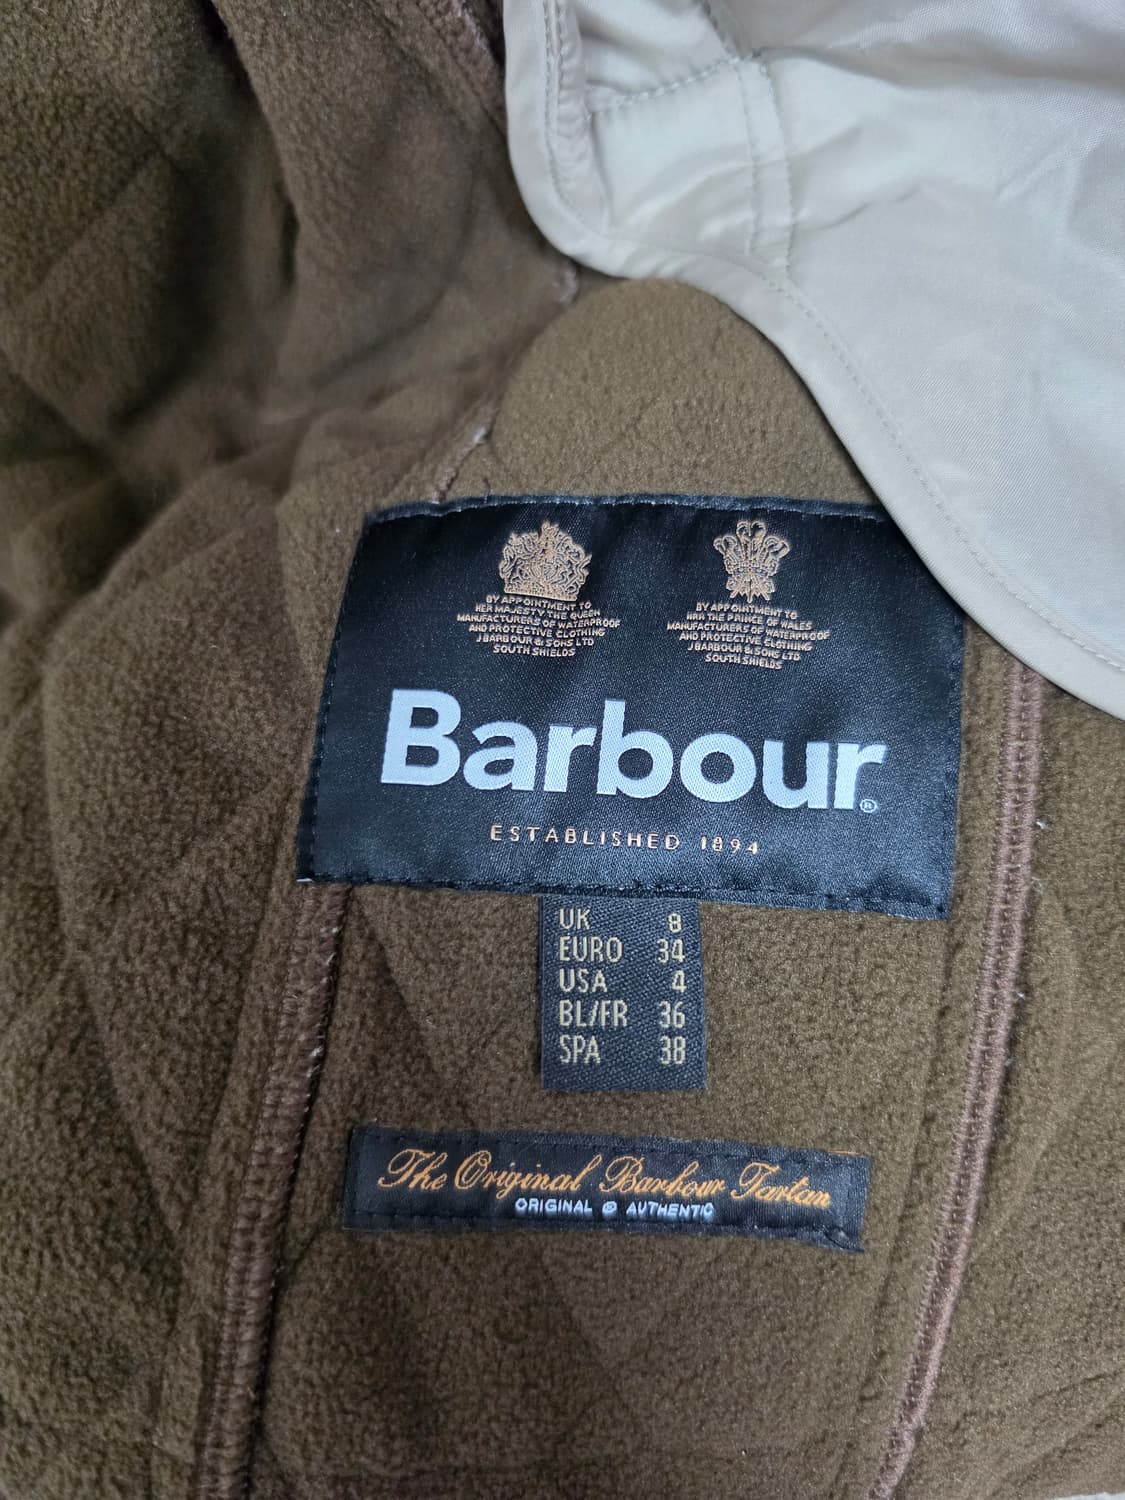 BY APPOINTMENT TO
HER MAJESTY THE QUEEN
MANUFACTURERS OF WATERPROOF
AND PROTECTIVE CLOTHING
J BARBOUR & SONS LTD
SOUTH SHIELDS
BY APPOINTMENT TO
HRH THE PRINCE OF WALES
MANUFACTURERS OF WATERPROOF
AND PROTECTIVE CLOTHING
J BARBOUR & SONS LTD
SOUTH SHIELDS
Barbour®
ESTABLISHED 1894
UK 8
EURO 34
USA 4
BL/FR 36
SPA 38
The Original Barbour Tartan
ORIGINAL & AUTHENTIC